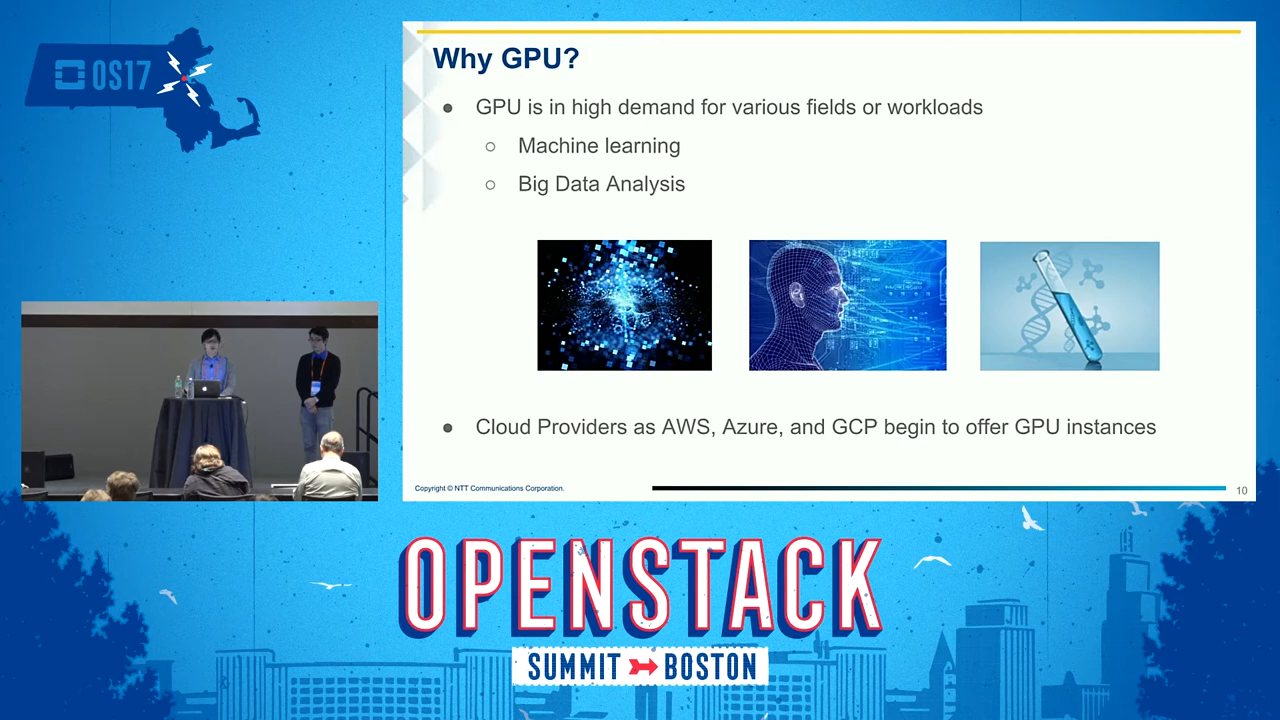 OS17
Why GPU?
● GPU is in high demand for various fields or workloads
○ Machine learning
○ Big Data Analysis
● Cloud Providers as AWS, Azure, and GCP begin to offer GPU instances
Copyright © NTT Communications Corporation.
10
OPENSTACK
SUMMIT BOSTON